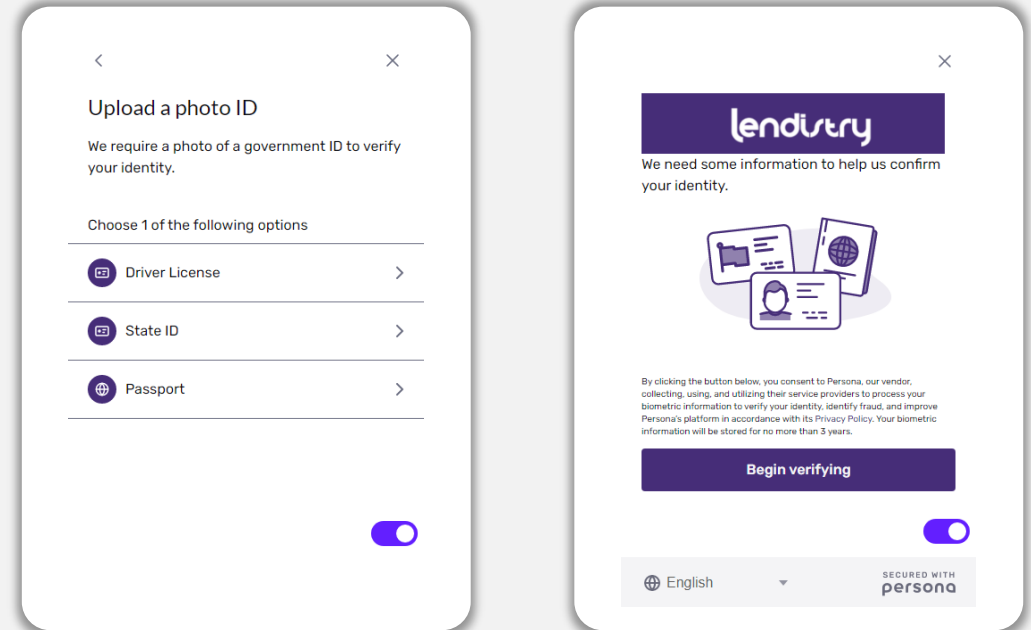 Upload a photo ID
We require a photo of a government ID to verify
your identity.
Choose 1 of the following options
Driver License
State ID
Passport
lendistry
We need some information to help us confirm
your identity.
By clicking the button below, you consent to Persona, our vendor,
collecting, using, and utilizing their service providers to process your
biometric information to verify your identity, identify fraud, and improve
Persona's platform in accordance with its Privacy Policy. Your biometric
information will be stored for no more than 3 years.
Begin verifying
English
SECURED WITH
persona